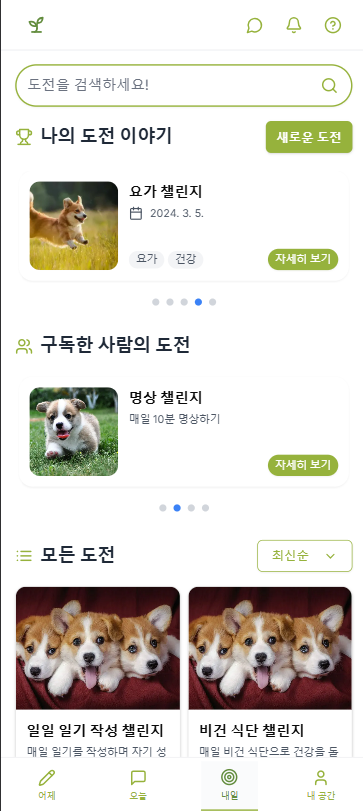 도전을 검색하세요!
나의 도전 이야기
새로운 도전
요가 챌린지
2024. 3. 5.
요가 건강
자세히 보기
구독한 사람의 도전
명상 챌린지
매일 10분 명상하기
자세히 보기
모든 도전
최신순
일일 일기 작성 챌린지
매일 일기를 작성하며 자기 성
비건 식단 챌린지
매일 비건 식단으로 건강을 돌
어제
오늘
내일
내 공간